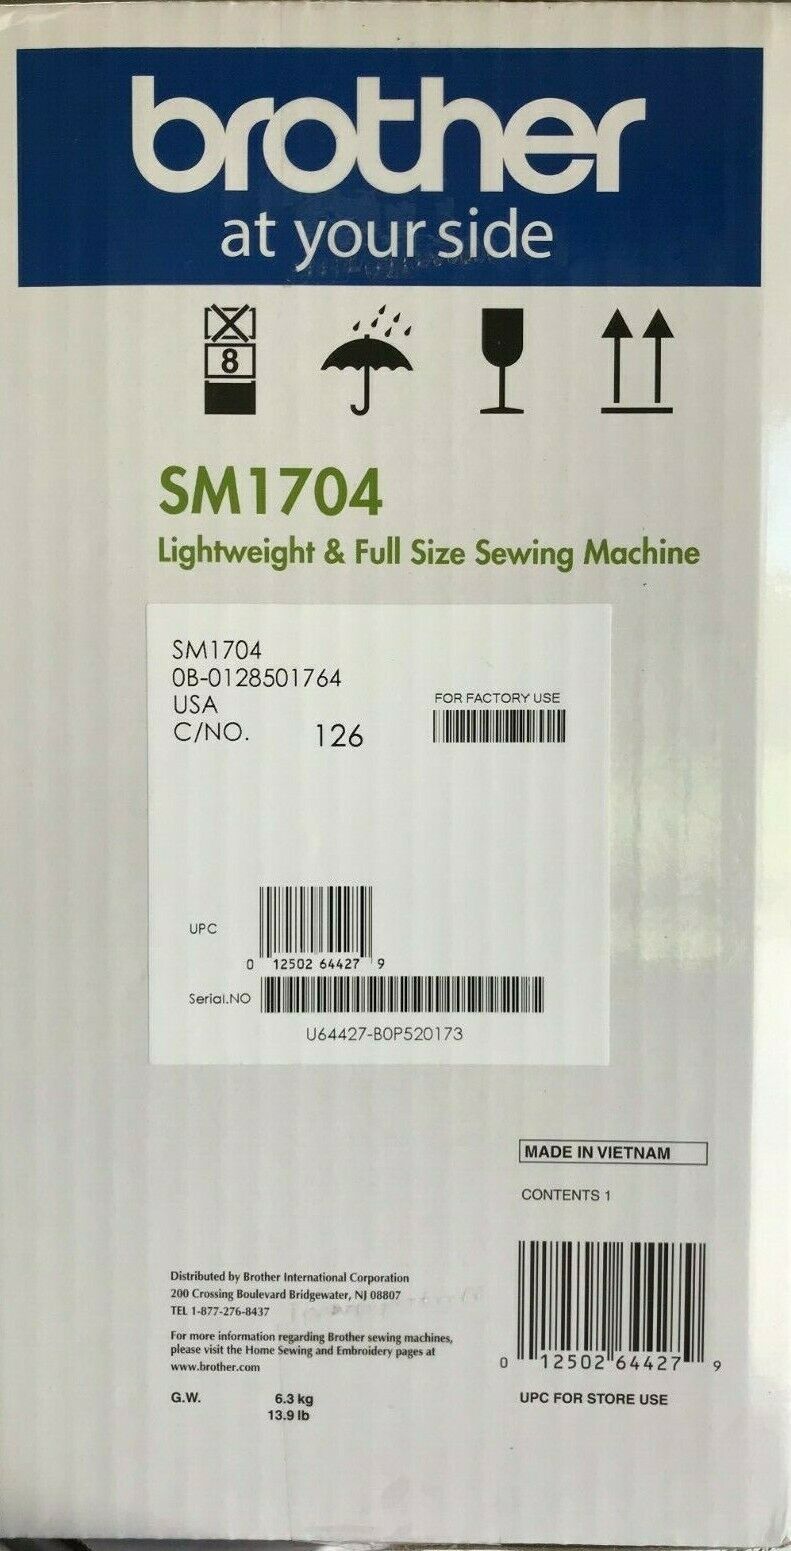 brother
at your side
8
SM1704
Lightweight & Full Size Sewing Machine
SM1704
0B-0128501764
USA
C/NO. 126
FOR FACTORY USE
UPC
0 12502 64427 9
Serial.NO
U64427-B0P520173
MADE IN VIETNAM
CONTENTS 1
Distributed by Brother International Corporation
200 Crossing Boulevard Bridgewater, NJ 08807
TEL 1-877-276-8437
For more information regarding Brother sewing machines,
please visit the Home Sewing and Embroidery pages at
www.brother.com
G.W. 6.3 kg
13.9 lb
0 12502 64427 9
UPC FOR STORE USE